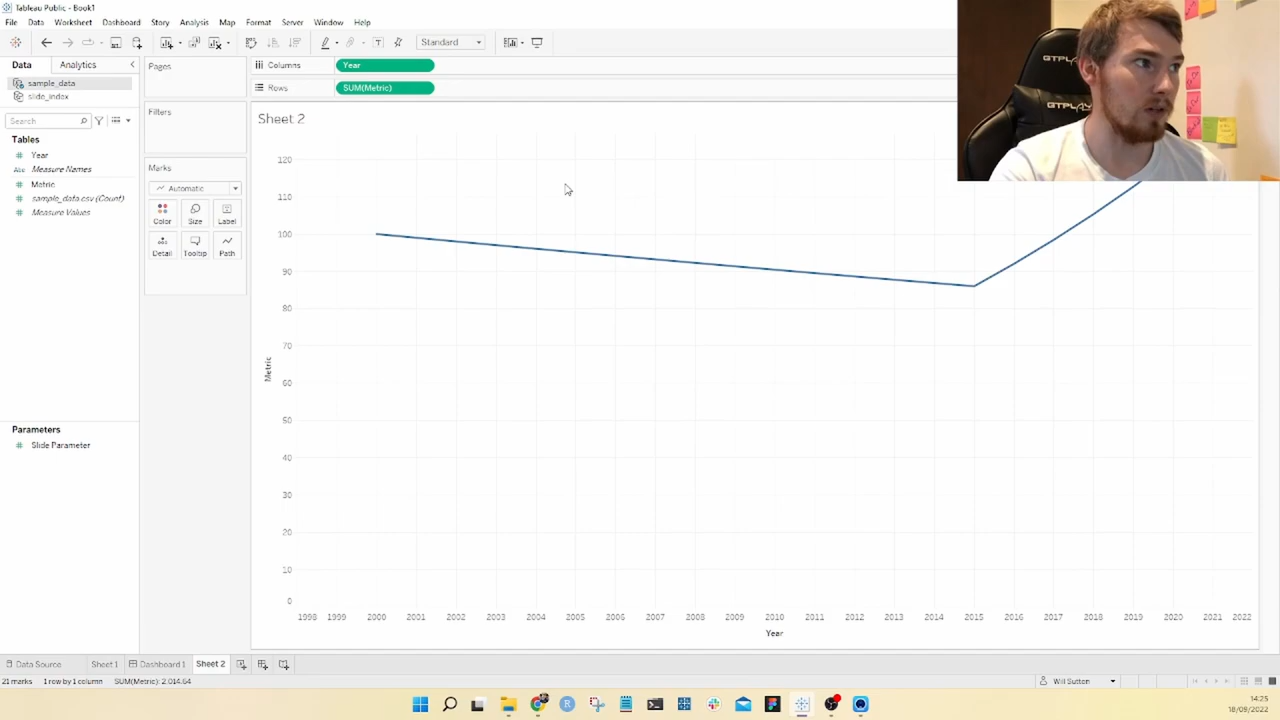 Tableau Public - Book1
File Data Worksheet Dashboard Story Analysis Map Format Server Window Help
Standard
Data Analytics
sample_data
slide_index
Search
Tables
Year
Abc Measure Names
Metric
sample_data.csv (Count)
Measure Values
Parameters
Slide Parameter
Pages
Filters
Marks
Automatic
Color Size Label
Detail Tooltip Path
Columns Year
Rows SUM(Metric)
Sheet 2
120
110
100
90
80
70
60
50
40
30
20
10
0
Metric
1998 1999 2000 2001 2002 2003 2004 2005 2006 2007 2008 2009 2010 2011 2012 2013 2014 2015 2016 2017 2018 2019 2020 2021 2022
Year
GTPLAY
GTPLAY
Data Source Sheet 1 Dashboard 1 Sheet 2
21 marks 1 row by 1 column SUM(Metric): 2,014.64
Will Sutton
14:25
18/08/2022